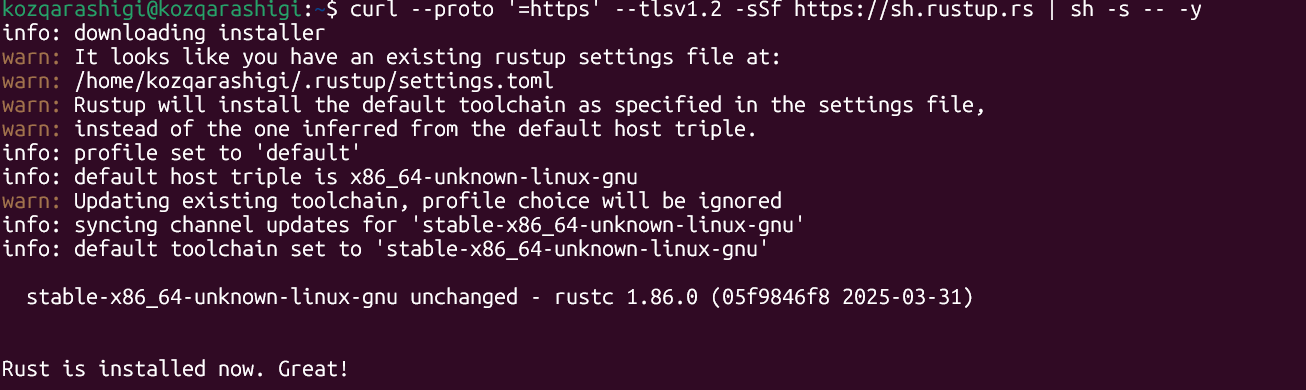 kozqarashigi@kozqarashigi:~$ curl --proto '=https' --tlsv1.2 -sSf https://sh.rustup.rs | sh -s -- -y
info: downloading installer
warn: It looks like you have an existing rustup settings file at:
warn: /home/kozqarashigi/.rustup/settings.toml
warn: Rustup will install the default toolchain as specified in the settings file,
warn: instead of the one inferred from the default host triple.
info: profile set to 'default'
info: default host triple is x86_64-unknown-linux-gnu
warn: Updating existing toolchain, profile choice will be ignored
info: syncing channel updates for 'stable-x86_64-unknown-linux-gnu'
info: default toolchain set to 'stable-x86_64-unknown-linux-gnu'
stable-x86_64-unknown-linux-gnu unchanged - rustc 1.86.0 (05f9846f8 2025-03-31)
Rust is installed now. Great!